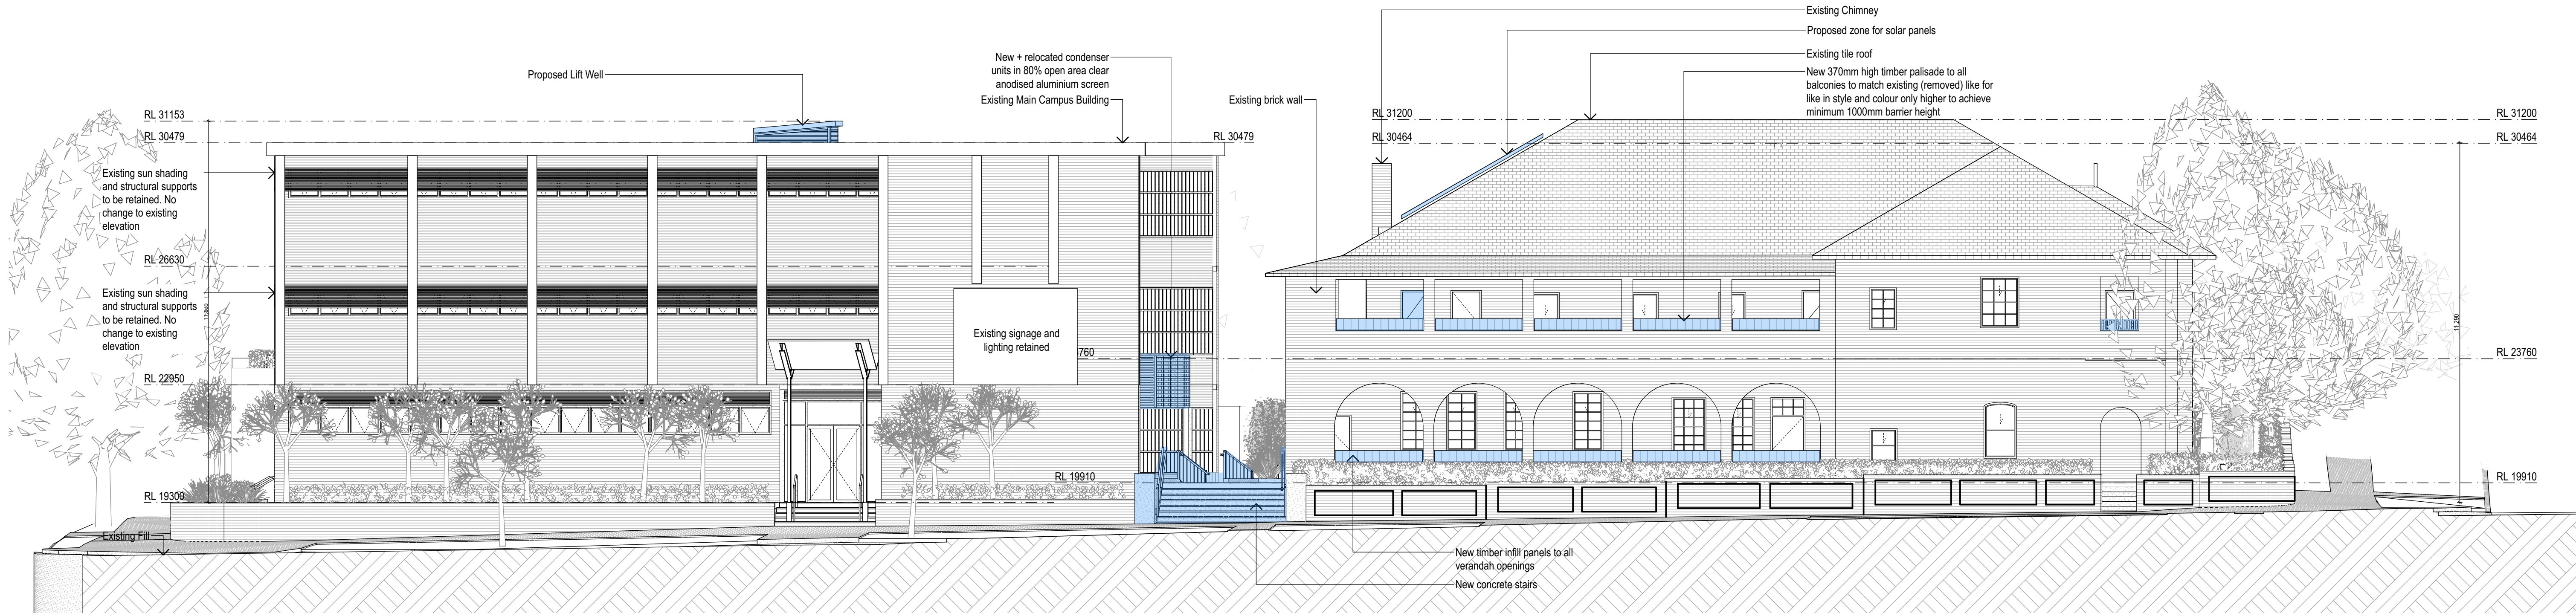 Existing Chimney
Proposed zone for solar panels
Existing tile roof
New 370mm high timber palisade to all
balconies to match existing (removed) like for
like in style and colour only higher to achieve
minimum 1000mm barrier height
New + relocated condenser
units in 80% open area clear
anodised aluminium screen
Existing Main Campus Building
Proposed Lift Well
Existing brick wall
RL 31153
RL 30479
RL 30479
RL 31200
RL 30464
RL 31200
RL 30464
Existing sun shading
and structural supports
to be retained. No
change to existing
elevation
RL 26630
Existing sun shading
and structural supports
to be retained. No
change to existing
elevation
Existing signage and
lighting retained
3760
RL 23760
11,290
RL 22950
RL 19910
RL 19910
RL 19300
Existing Fill
New timber infill panels to all
verandah openings
New concrete stairs